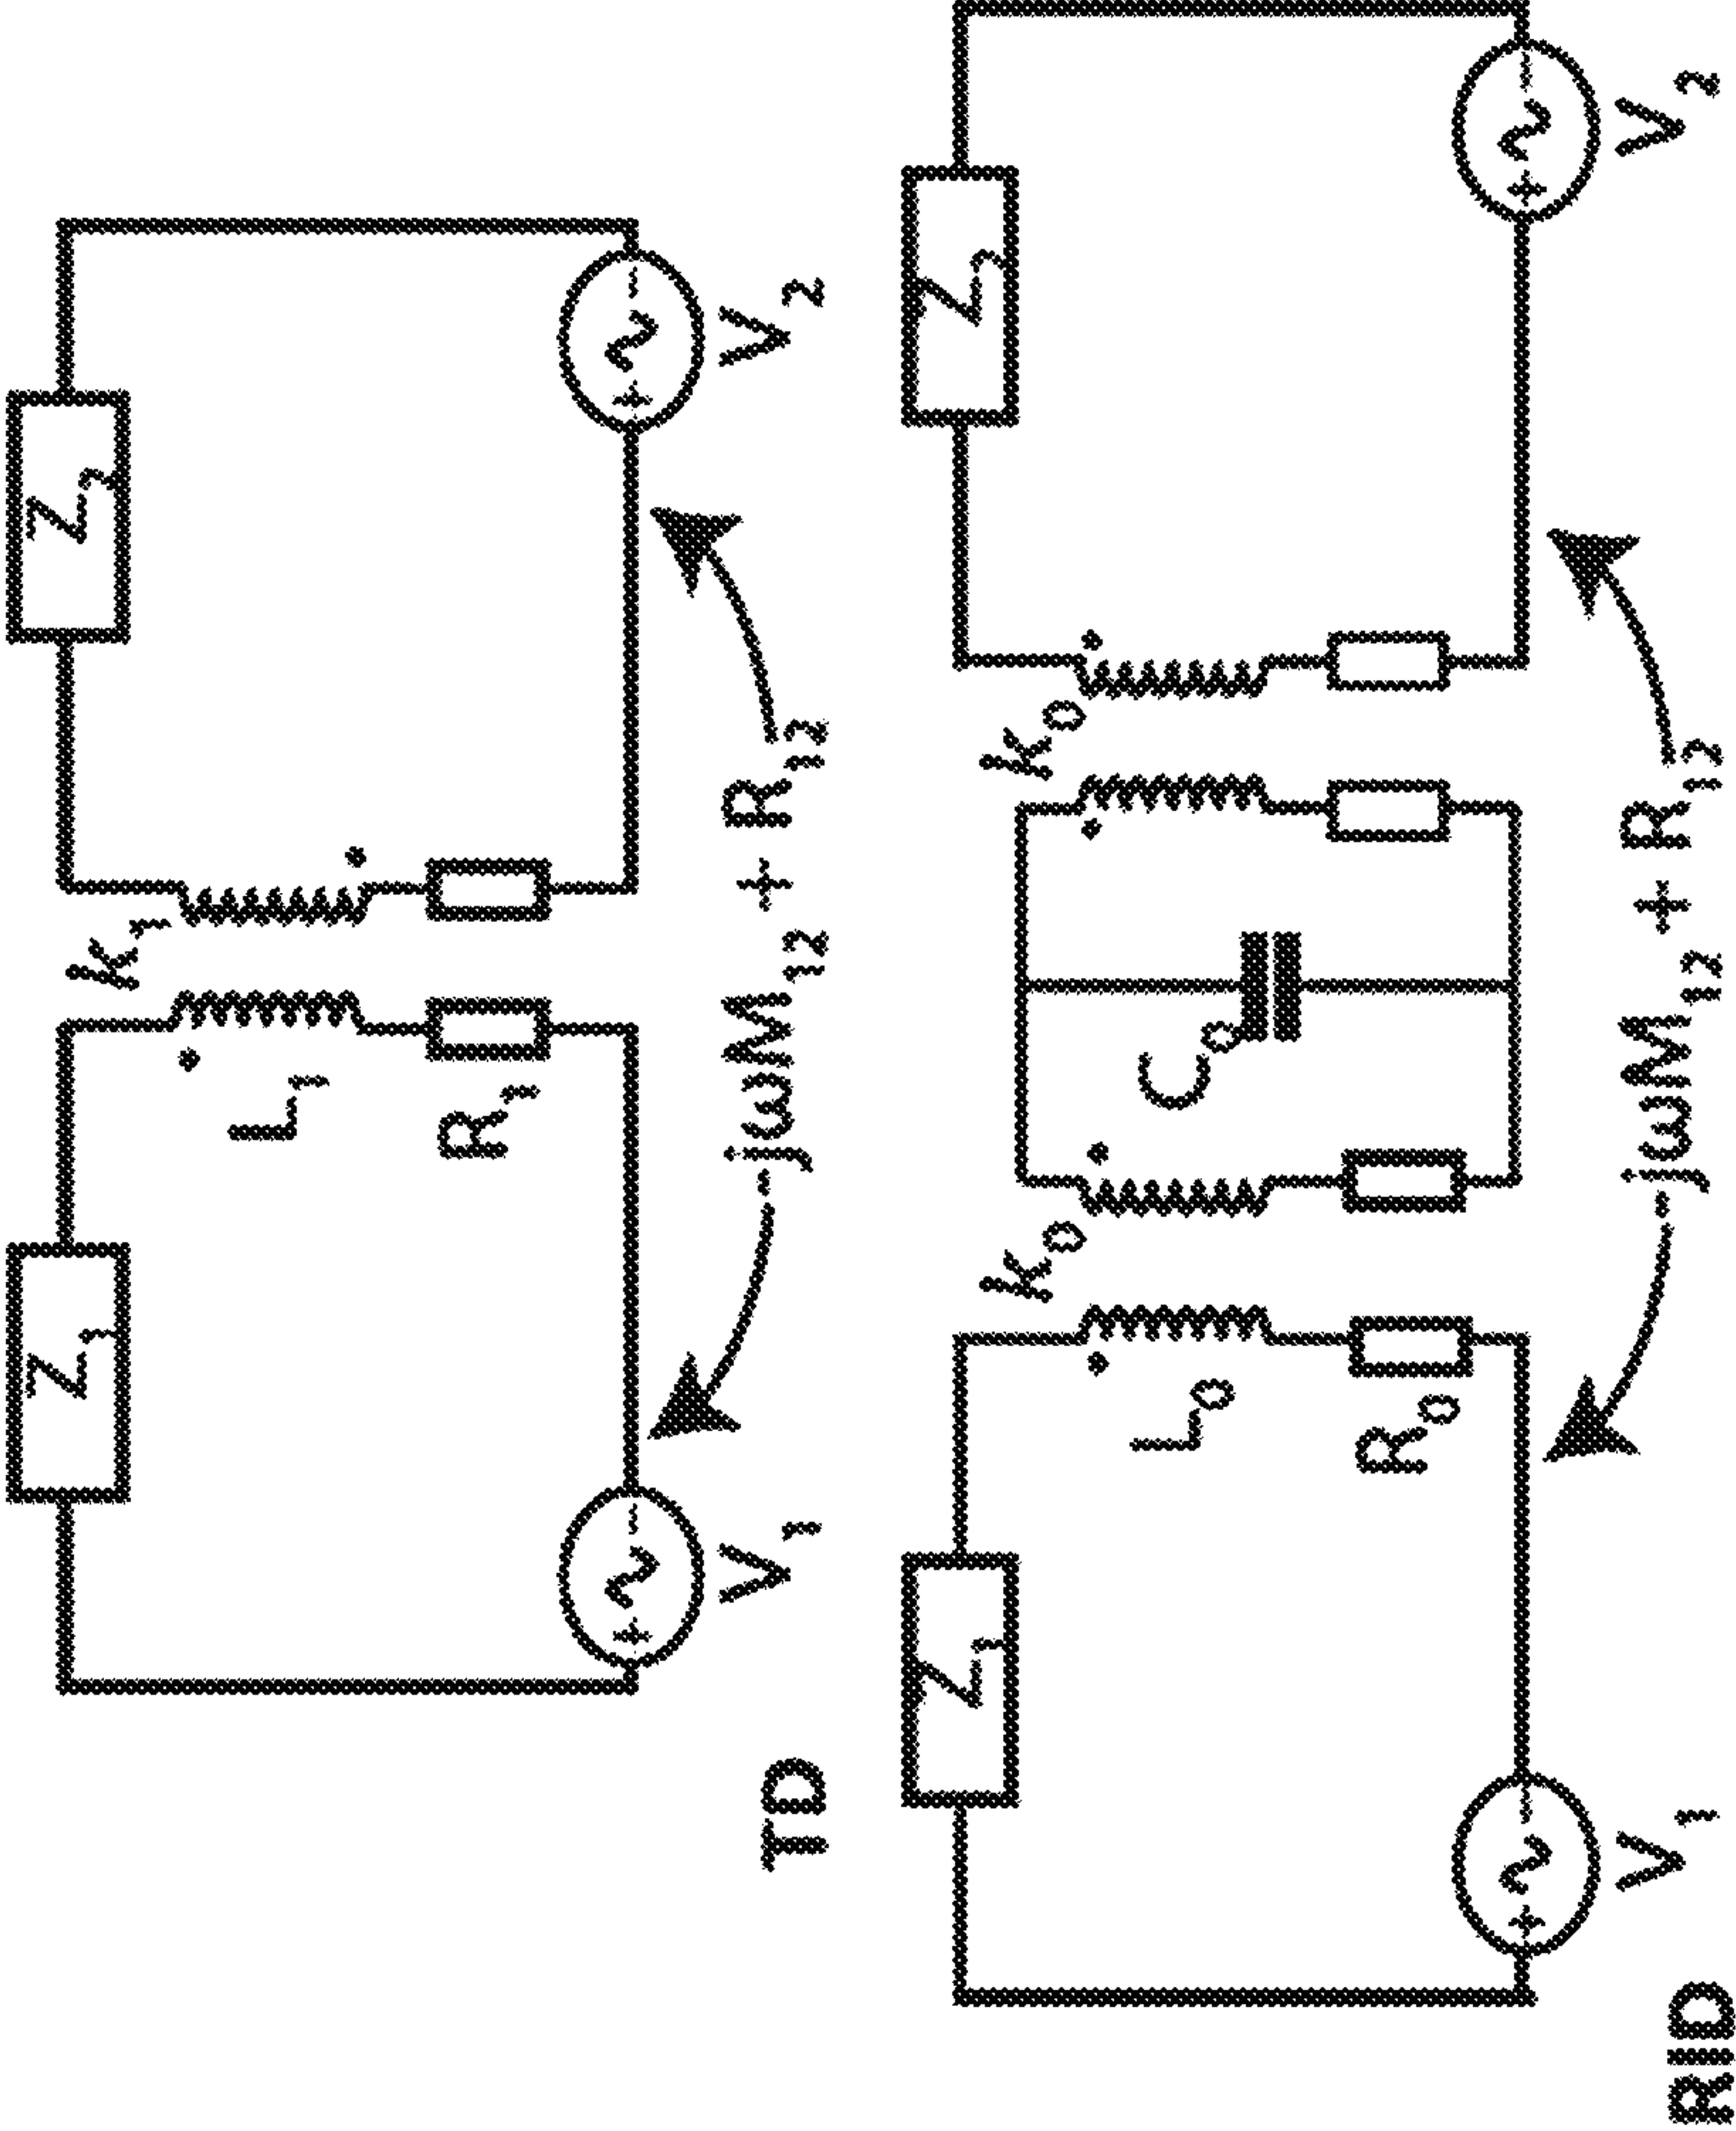 Z₁ Z₂
k₁
L₁
R₁
V₁ -jωM₁₂ + R₁₂ V₂
TD
Z₁ Z₂
k₀ k₀
L₀ C₀
R₀
V₁ -jωM₁₂ + R₁₂ V₂
RIID